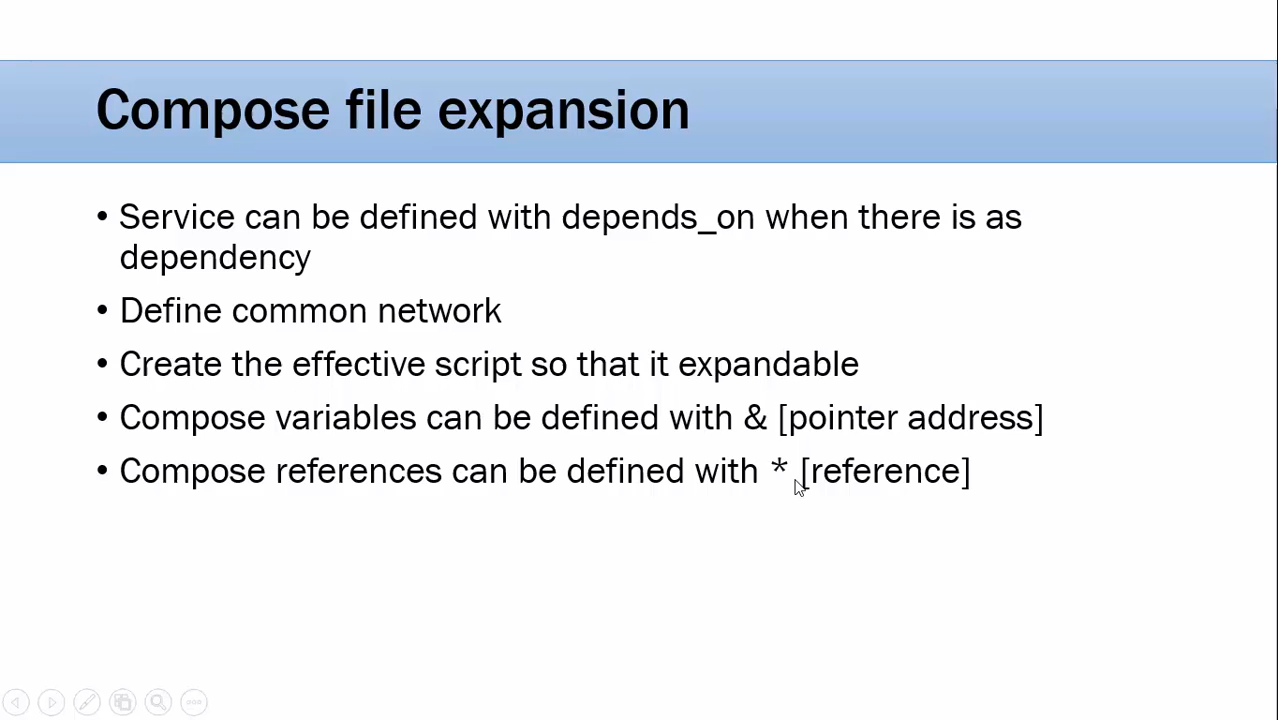 Compose file expansion
• Service can be defined with depends_on when there is as
dependency
• Define common network
• Create the effective script so that it expandable
• Compose variables can be defined with & [pointer address]
• Compose references can be defined with * [reference]